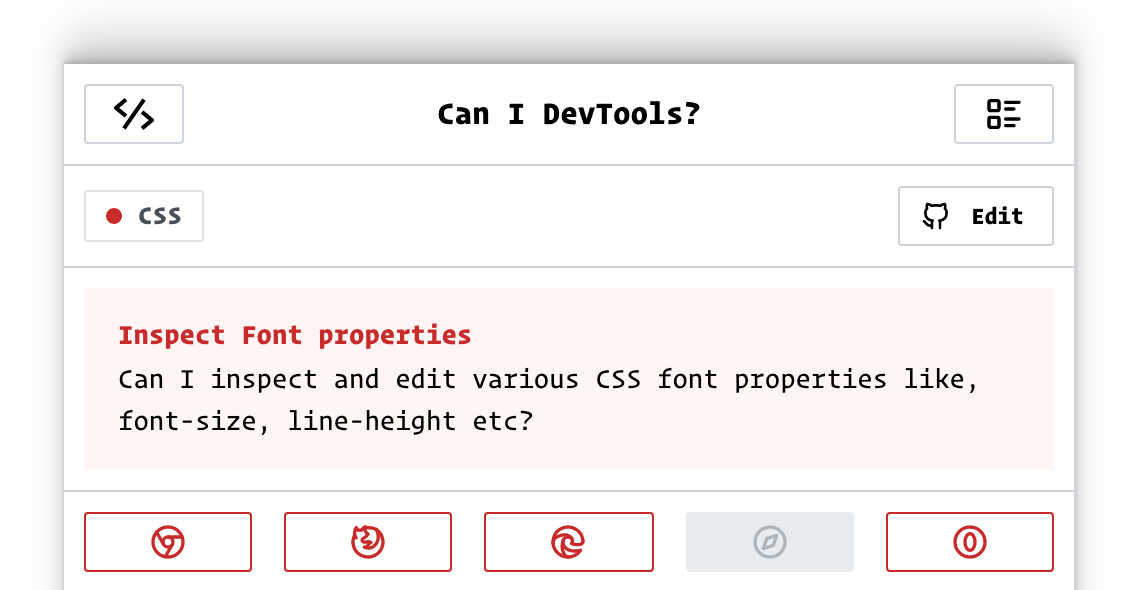 Can I DevTools?
CSS
Edit
Inspect Font properties
Can I inspect and edit various CSS font properties like,
font-size, line-height etc?